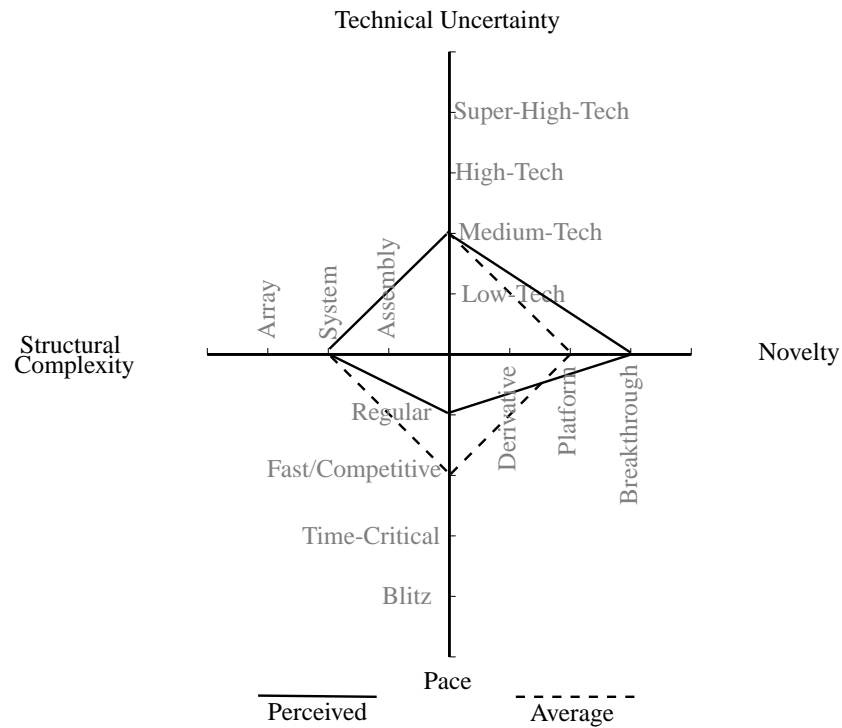 Technical Uncertainty
Super-High-Tech
High-Tech
Medium-Tech
Low-Tech
Array
System
Assembly
Structural
Complexity
Novelty
Derivative
Platform
Breakthrough
Regular
Fast/Competitive
Time-Critical
Blitz
Pace
Perceived
Average